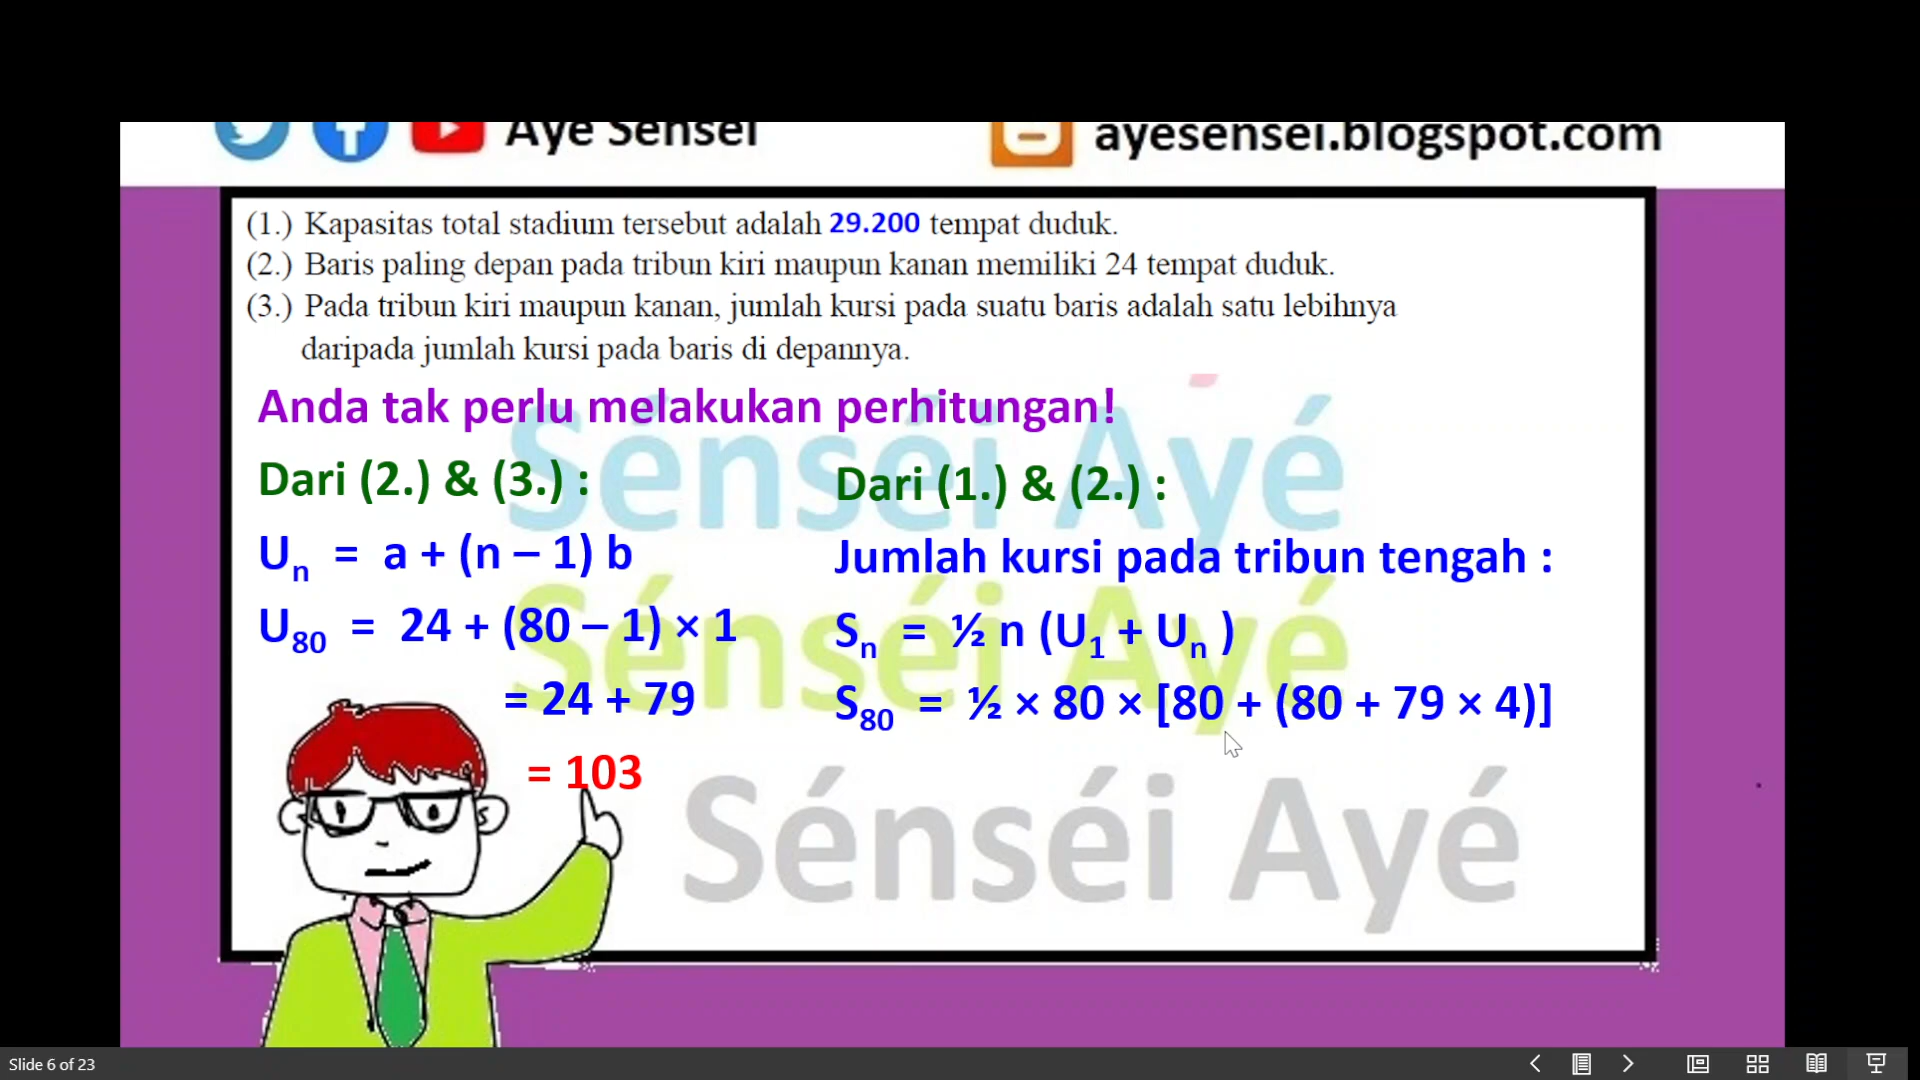 Aye Sensei
ayesensei.blogspot.com
(1.) Kapasitas total stadium tersebut adalah 29.200 tempat duduk.
(2.) Baris paling depan pada tribun kiri maupun kanan memiliki 24 tempat duduk.
(3.) Pada tribun kiri maupun kanan, jumlah kursi pada suatu baris adalah satu lebihnya
daripada jumlah kursi pada baris di depannya.
Anda tak perlu melakukan perhitungan!
Dari (2.) & (3.) :
Uₙ = a + (n – 1) b
U₈₀ = 24 + (80 – 1) × 1
= 24 + 79
= 103
Dari (1.) & (2.) :
Jumlah kursi pada tribun tengah :
Sₙ = ½ n (U₁ + Uₙ )
S₈₀ = ½ × 80 × [80 + (80 + 79 × 4)]
Sénséi Ayé
Sénséi Ayé
Sénséi Ayé
Slide 6 of 23